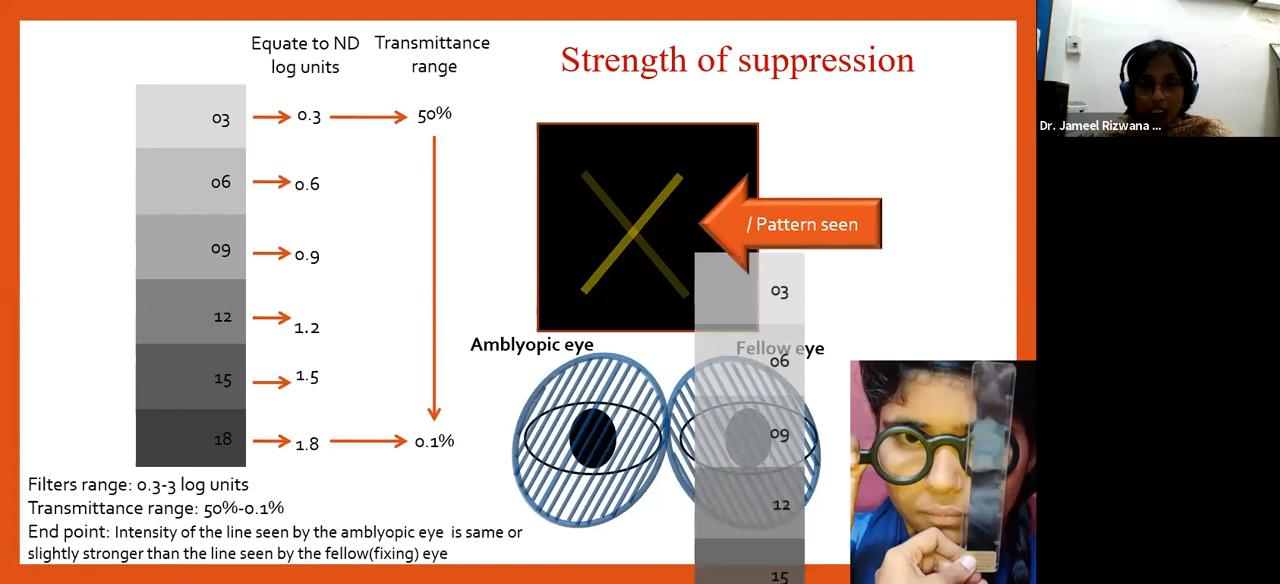 Strength of suppression
Equate to ND
log units
Transmittance
range
03
0.3
50%
06
0.6
09
0.9
12
1.2
15
1.5
18
1.8
0.1%
Filters range: 0.3-3 log units
Transmittance range: 50%-0.1%
End point: Intensity of the line seen by the amblyopic eye is same or
slightly stronger than the line seen by the fellow(fixing) eye
/ Pattern seen
Amblyopic eye
Fellow eye
03
06
09
12
15
Dr. Jameel Rizwana ...